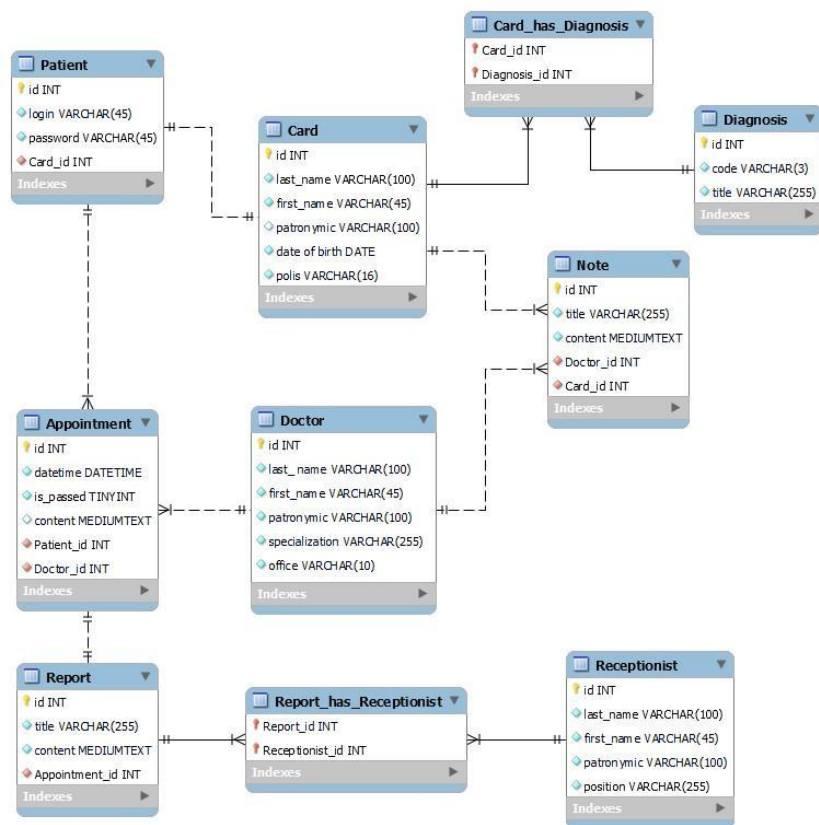 Patient
id INT
login VARCHAR(45)
password VARCHAR(45)
Card_id INT
Indexes
Card
id INT
last_name VARCHAR(100)
first_name VARCHAR(45)
patronymic VARCHAR(100)
date of birth DATE
polis VARCHAR(16)
Indexes
Card_has_Diagnosis
Card_id INT
Diagnosis_id INT
Indexes
Diagnosis
id INT
code VARCHAR(3)
title VARCHAR(255)
Indexes
Note
id INT
title VARCHAR(255)
content MEDIUMTEXT
Doctor_id INT
Card_id INT
Indexes
Appointment
id INT
datetime DATETIME
is_passed TINYINT
content MEDIUMTEXT
Patient_id INT
Doctor_id INT
Indexes
Doctor
id INT
last_ name VARCHAR(100)
first_name VARCHAR(45)
patronymic VARCHAR(100)
specialization VARCHAR(255)
office VARCHAR(10)
Indexes
Report
id INT
title VARCHAR(255)
content MEDIUMTEXT
Appointment_id INT
Indexes
Report_has_Receptionist
Report_id INT
Receptionist_id INT
Indexes
Receptionist
id INT
last_name VARCHAR(100)
first_name VARCHAR(45)
patronymic VARCHAR(100)
position VARCHAR(255)
Indexes